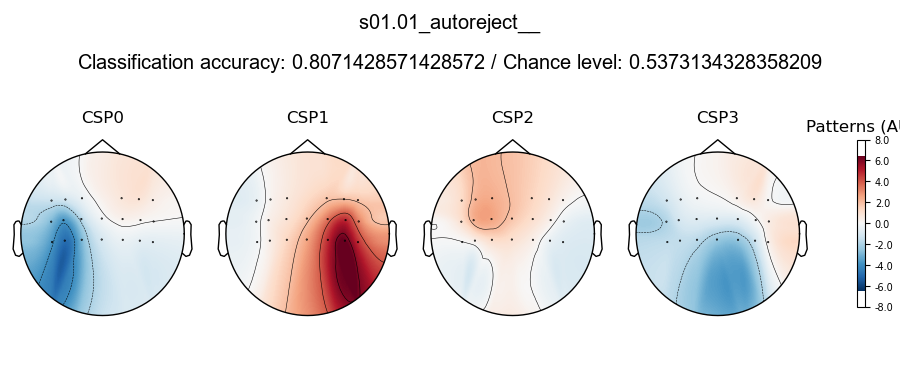 s01.01_autoreject__
Classification accuracy: 0.8071428571428572 / Chance level: 0.5373134328358209
CSP0 CSP1 CSP2 CSP3
Patterns (AU
8.0
6.0
4.0
2.0
0.0
-2.0
-4.0
-6.0
-8.0